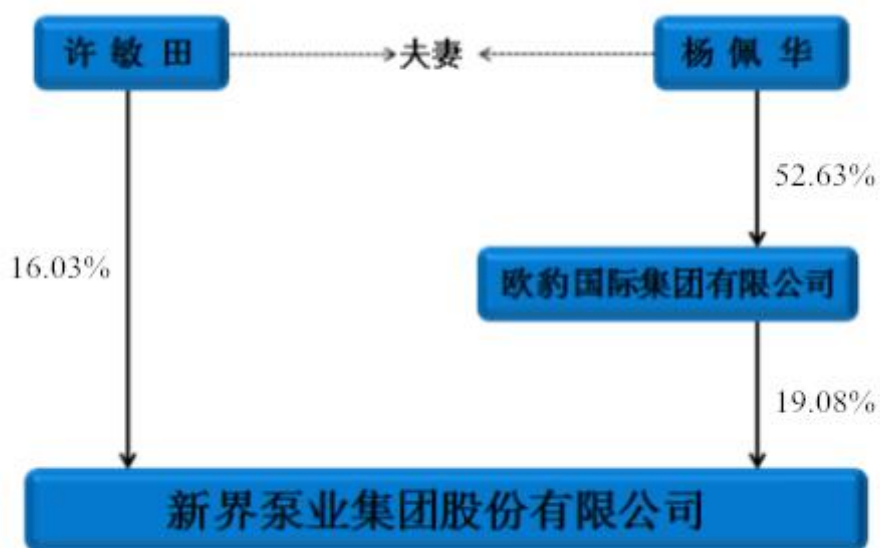 许敏田
夫妻
杨佩华
52.63%
16.03%
欧豹国际集团有限公司
19.08%
新界泵业集团股份有限公司